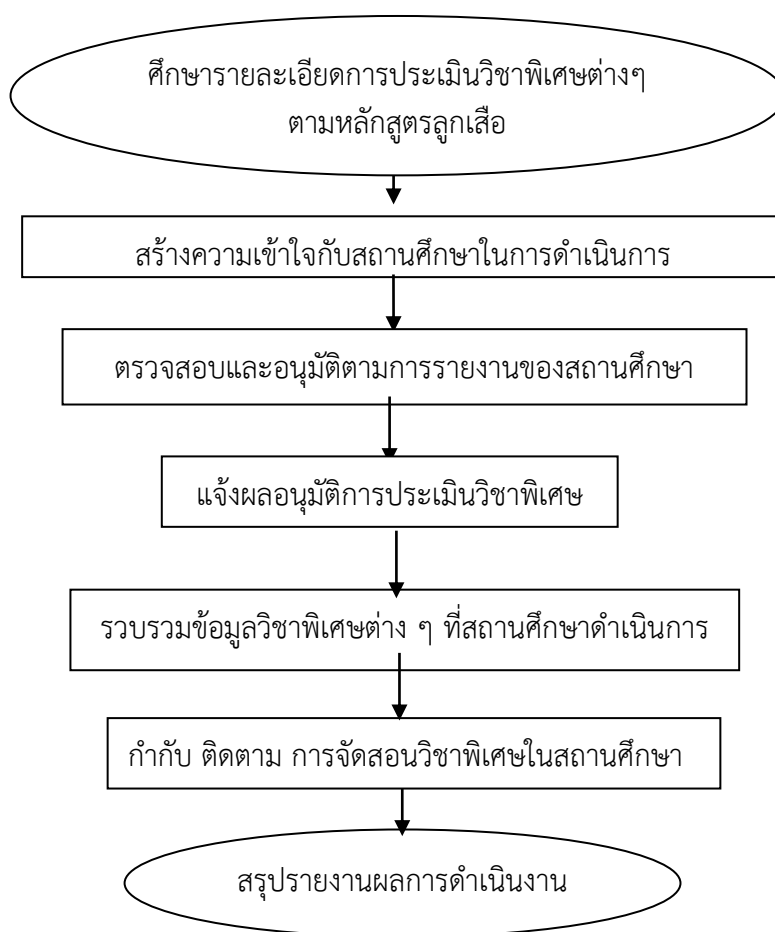 ศึกษารายละเอียดการประเมินวิชาพิเศษต่างๆ
ตามหลักสูตรลูกเสือ
สร้างความเข้าใจกับสถานศึกษาในการดำเนินการ
ตรวจสอบและอนุมัติตามการรายงานของสถานศึกษา
แจ้งผลอนุมัติการประเมินวิชาพิเศษ
รวบรวมข้อมูลวิชาพิเศษต่าง ๆ ที่สถานศึกษาดำเนินการ
กำกับ ติดตาม การจัดสอนวิชาพิเศษในสถานศึกษา
สรุปรายงานผลการดำเนินงาน